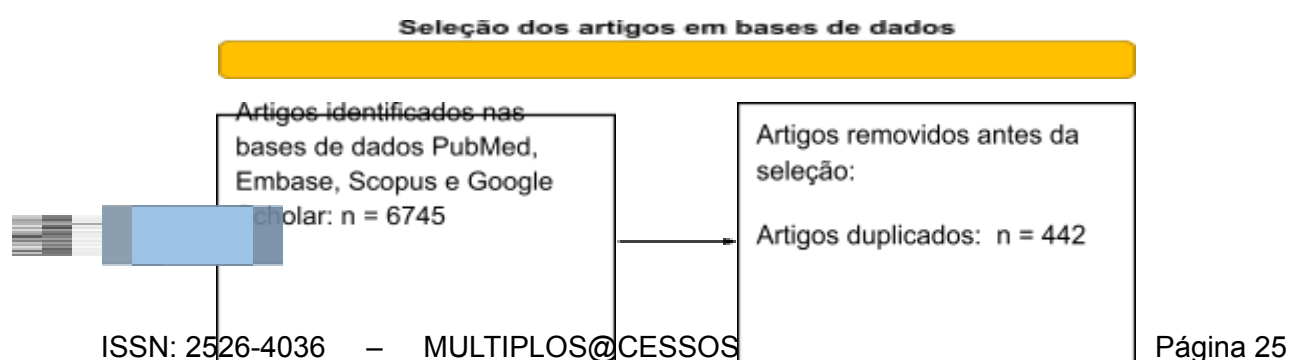 Seleção dos artigos em bases de dados
Artigos identificados nas
bases de dados PubMed,
Embase, Scopus e Google
Scholar: n = 6745
Artigos removidos antes da
seleção:
Artigos duplicados: n = 442
ISSN: 2526-4036 – MULTIPLOS@CESSOS Página 25